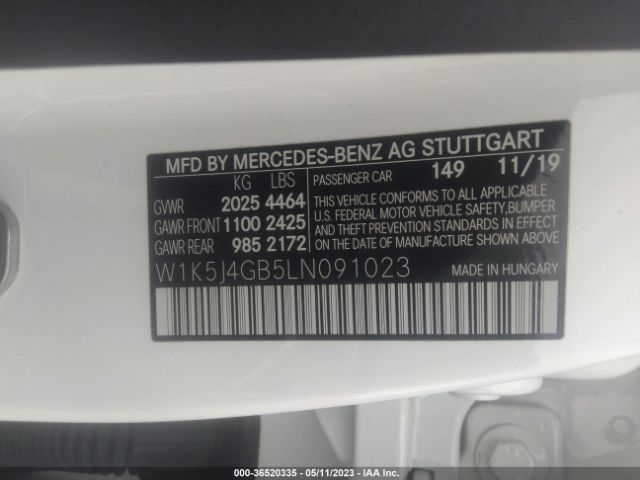 MFD BY MERCEDES-BENZ AG STUTTGART
KG LBS
GVWR 2025 4464
GAWR FRONT 1100 2425
GAWR REAR 985 2172
PASSENGER CAR 149 11/19
THIS VEHICLE CONFORMS TO ALL APPLICABLE
U.S. FEDERAL MOTOR VEHICLE SAFETY, BUMPER
AND THEFT PREVENTION STANDARDS IN EFFECT
ON THE DATE OF MANUFACTURE SHOWN ABOVE.
W1K5J4GB5LN091023 MADE IN HUNGARY
000-36520335 - 05/11/2023 - IAA Inc.